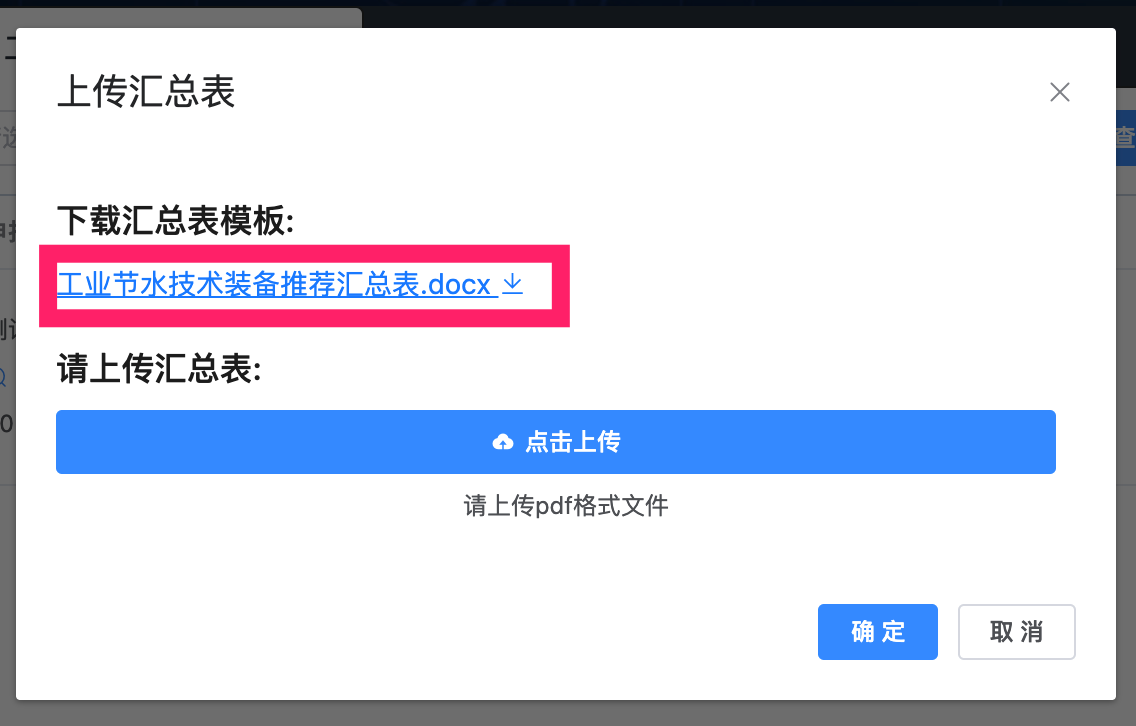 上传汇总表
下载汇总表模板:
工业节水技术装备推荐汇总表.docx
请上传汇总表:
点击上传
请上传pdf格式文件
确 定
取 消
查
0